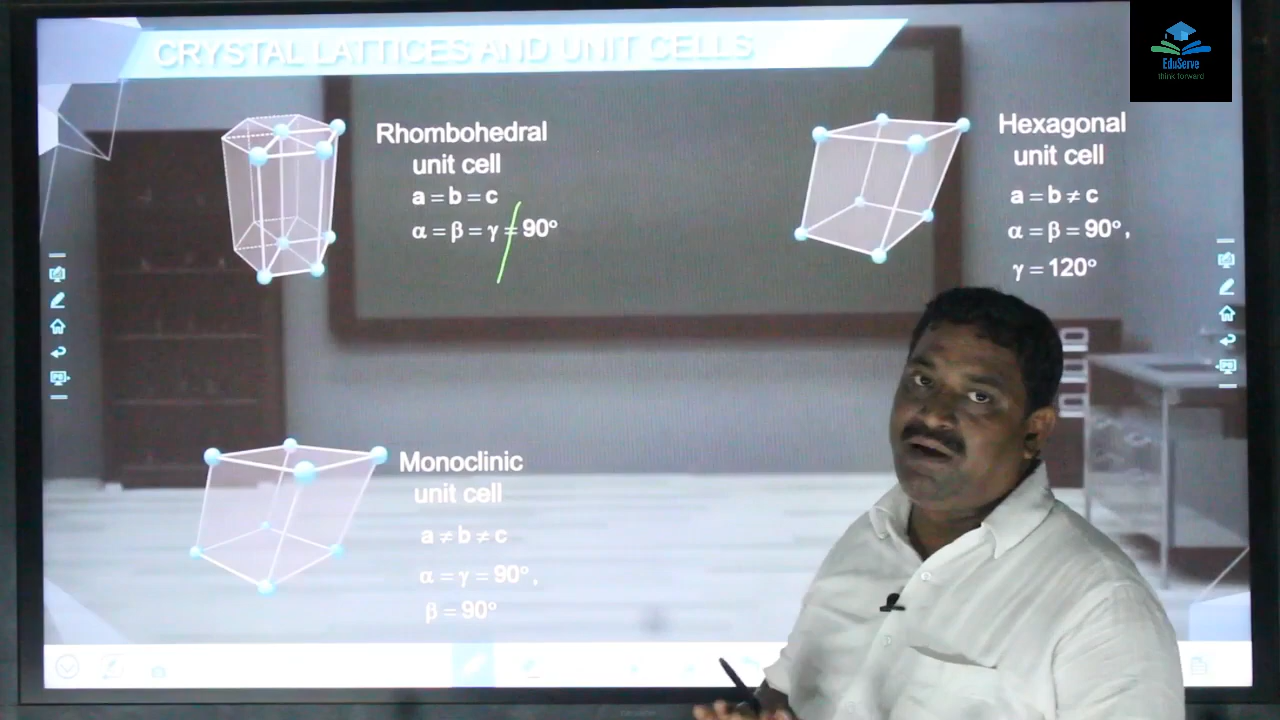 CRYSTAL LATTICES AND UNIT CELLS
EduServe
think forward
Rhombohedral
unit cell
a = b = c
α = β = γ ≠ 90°
Hexagonal
unit cell
a = b ≠ c
α = β = 90°,
γ = 120°
Monoclinic
unit cell
a ≠ b ≠ c
α = γ = 90°,
β = 90°